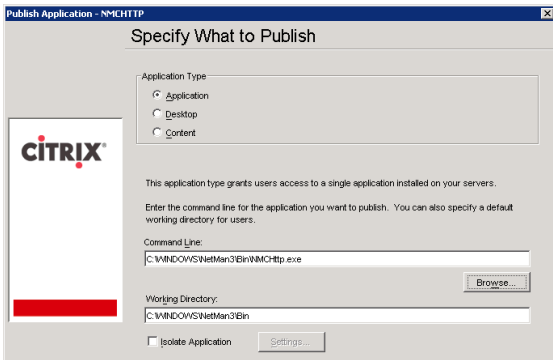 Publish Application - NMCHTTP
Specify What to Publish
Application Type
Application
Desktop
Content
CITRIX
This application type grants users access to a single application installed on your servers.
Enter the command line for the application you want to publish. You can also specify a default
working directory for users.
Command Line:
C:\WINDOWS\NetMan3\Bin\NMCHttp.exe
Browse...
Working Directory:
C:\WINDOWS\NetMan3\Bin
Isolate Application
Settings...